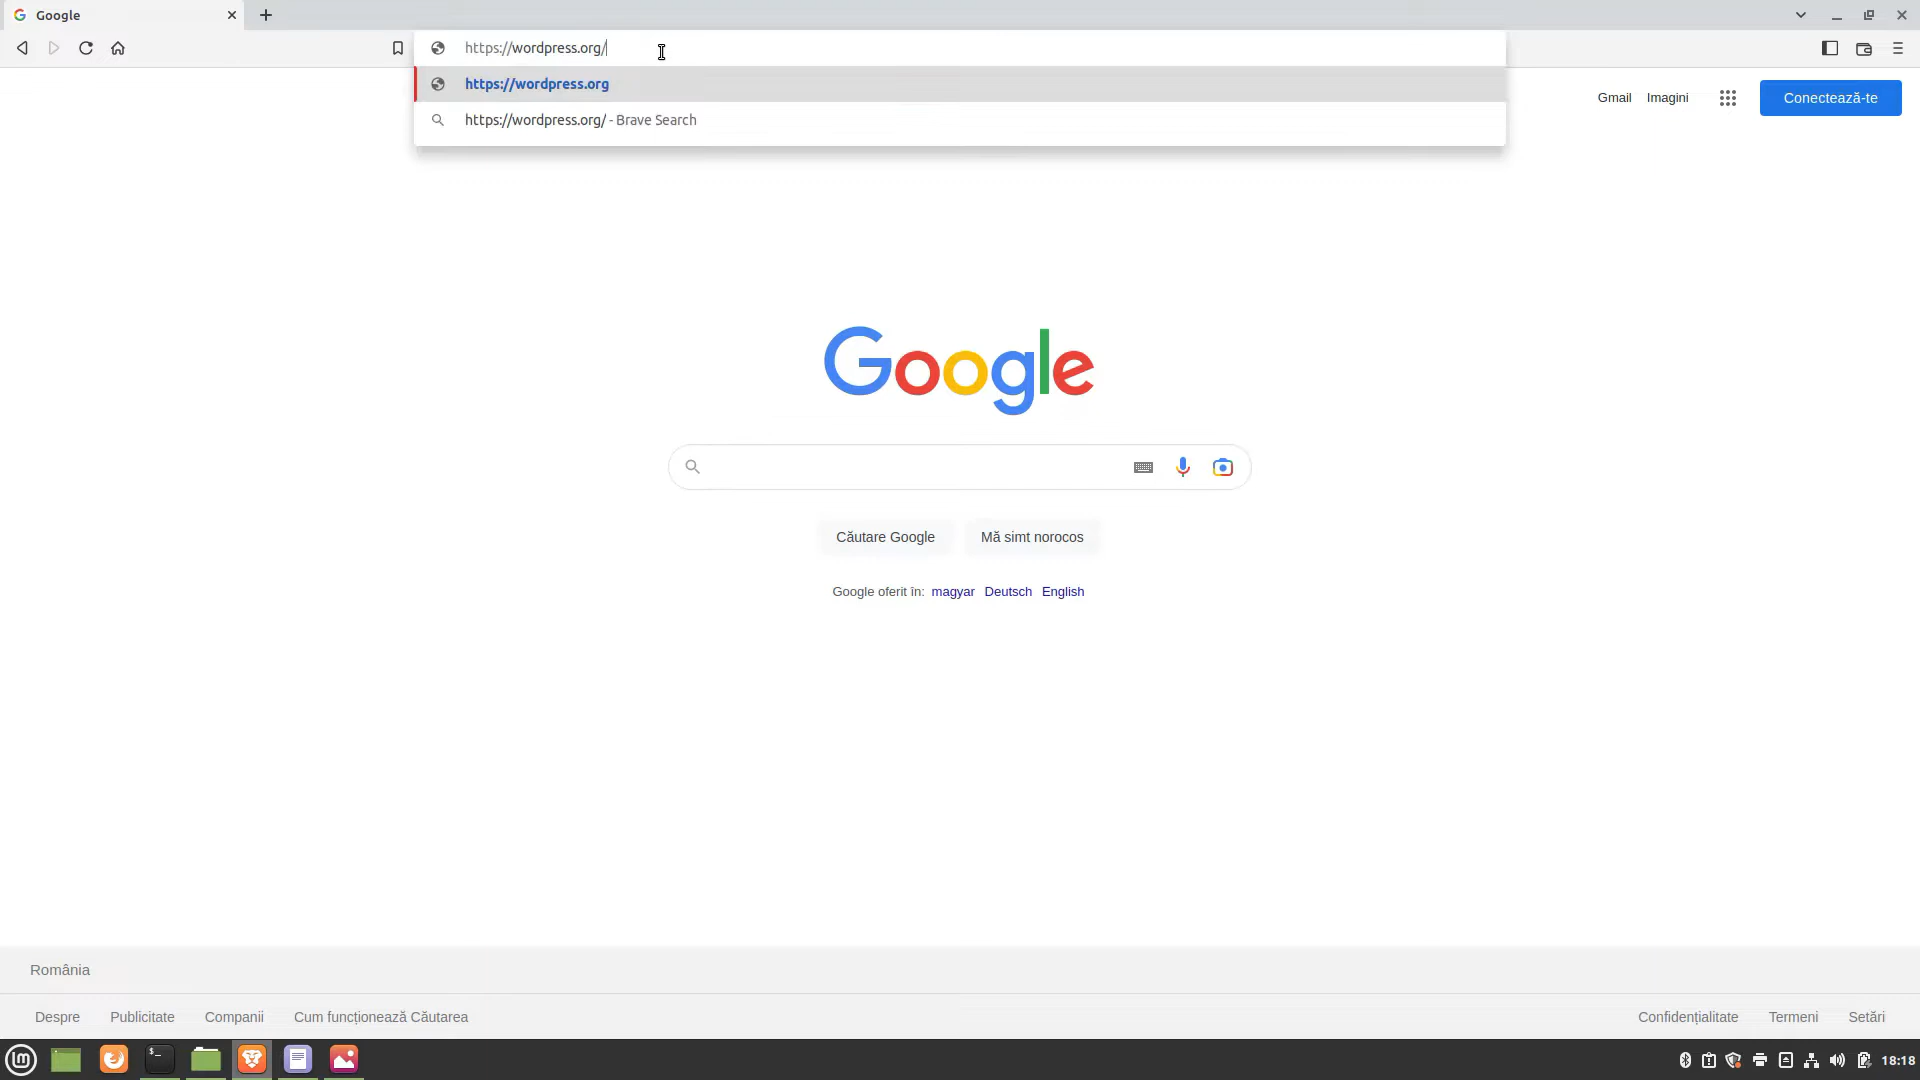 Google
https://wordpress.org/
https://wordpress.org
https://wordpress.org/ - Brave Search
Gmail Imagini Conectează-te
Google
Căutare Google Mă simt norocos
Google oferit în: magyar Deutsch English
România
Despre Publicitate Companii Cum funcționează Căutarea Confidențialitate Termeni Setări
lm $_ 18:18